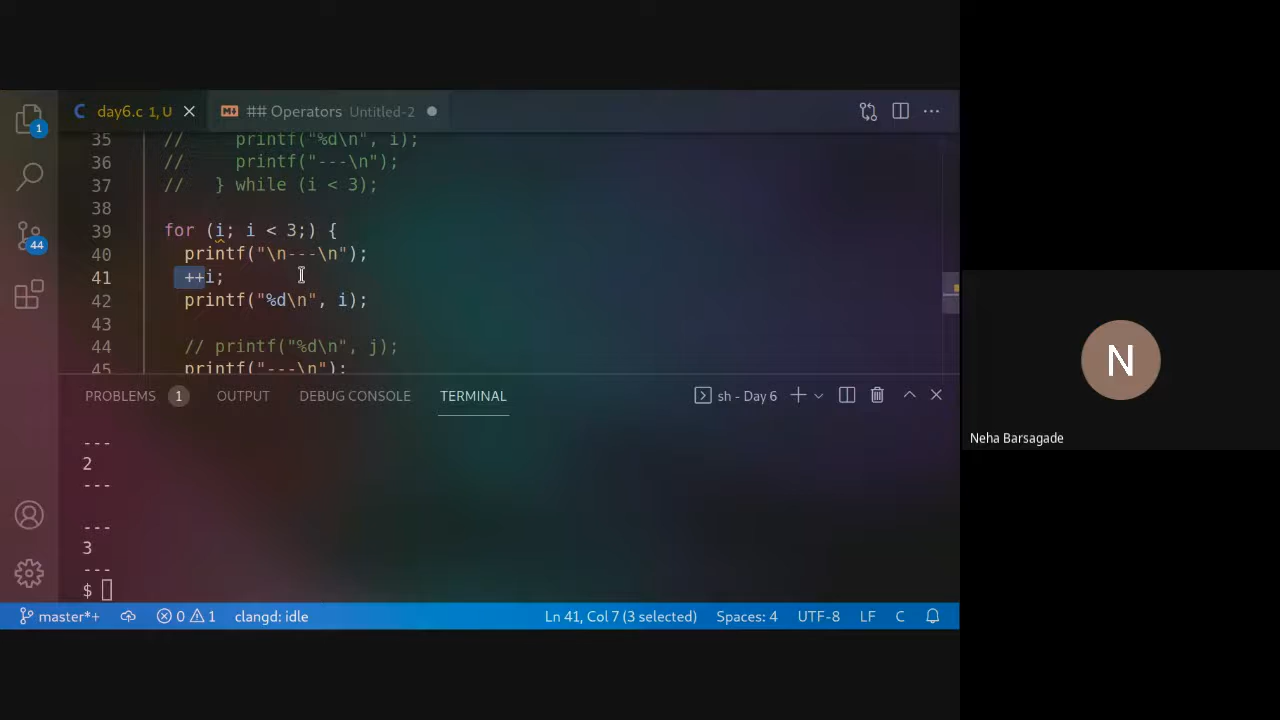 day6.c 1, U
## Operators Untitled-2
35 // printf("%d\n", i);
36 // printf("---\n");
37 // } while (i < 3);
38
39 for (i; i < 3;) {
40 printf("\n---\n");
41 ++i;
42 printf("%d\n", i);
43
44 // printf("%d\n", j);
45 printf("---\n");
1
44
PROBLEMS 1 OUTPUT DEBUG CONSOLE TERMINAL sh - Day 6
---
2
---
---
3
---
$
master*+ 0 1 clangd: idle Ln 41, Col 7 (3 selected) Spaces: 4 UTF-8 LF C
N
Neha Barsagade